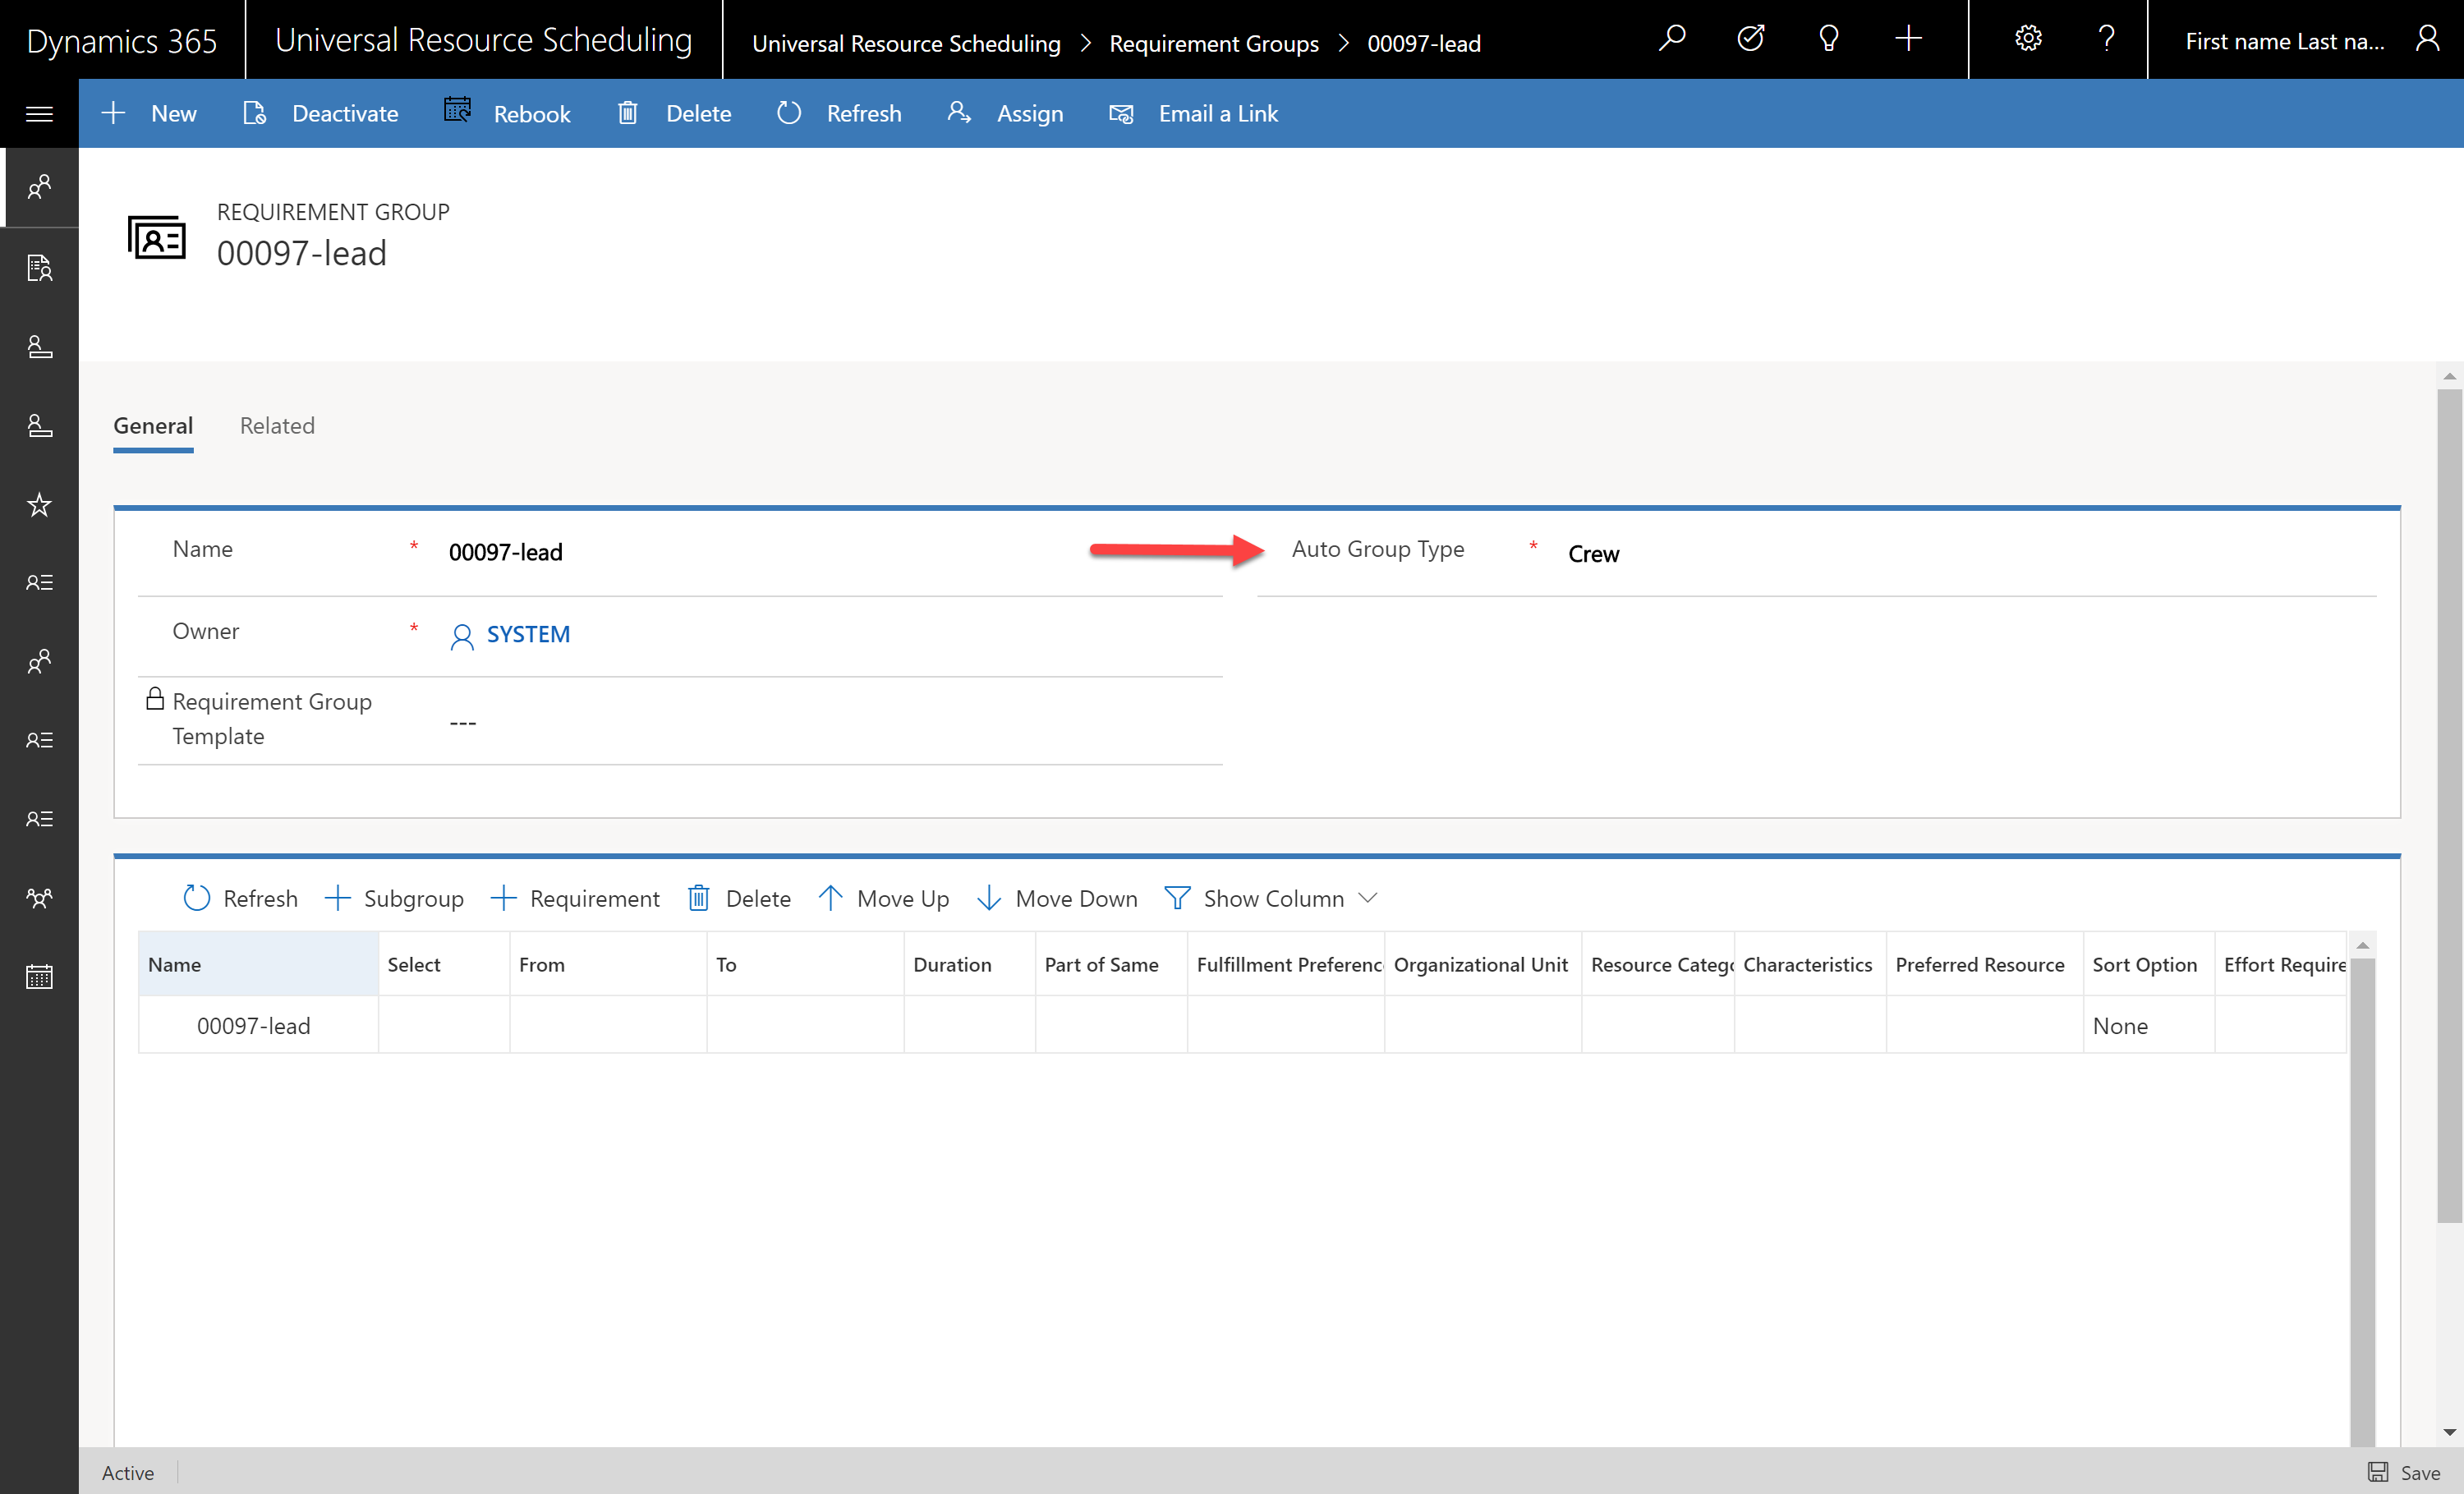 Dynamics 365
Universal Resource Scheduling
Universal Resource Scheduling > Requirement Groups > 00097-lead
First name Last na...
New
Deactivate
Rebook
Delete
Refresh
Assign
Email a Link
REQUIREMENT GROUP
00097-lead
General
Related
Name * 00097-lead
Auto Group Type * Crew
Owner * SYSTEM
Requirement Group
Template
---
Refresh
Subgroup
Requirement
Delete
Move Up
Move Down
Show Column
Name
Select
From
To
Duration
Part of Same
Fulfillment Preferenc
Organizational Unit
Resource Catego
Characteristics
Preferred Resource
Sort Option
Effort Require
00097-lead
None
Active
Save